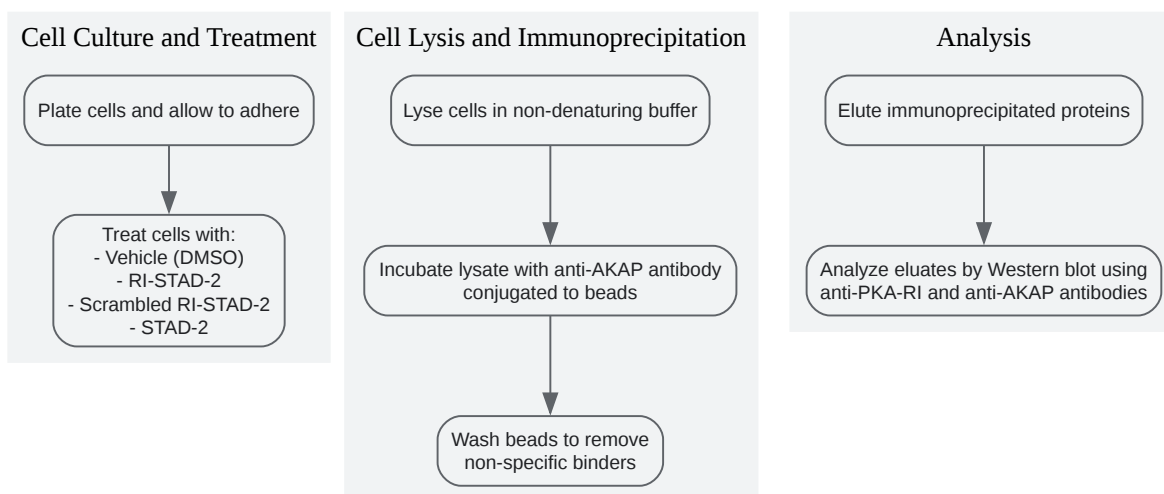 Cell Culture and Treatment
Plate cells and allow to adhere
Treat cells with:
- Vehicle (DMSO)
- RI-STAD-2
- Scrambled RI-STAD-2
- STAD-2
Cell Lysis and Immunoprecipitation
Lyse cells in non-denaturing buffer
Incubate lysate with anti-AKAP antibody
conjugated to beads
Wash beads to remove
non-specific binders
Analysis
Elute immunoprecipitated proteins
Analyze eluates by Western blot using
anti-PKA-RI and anti-AKAP antibodies